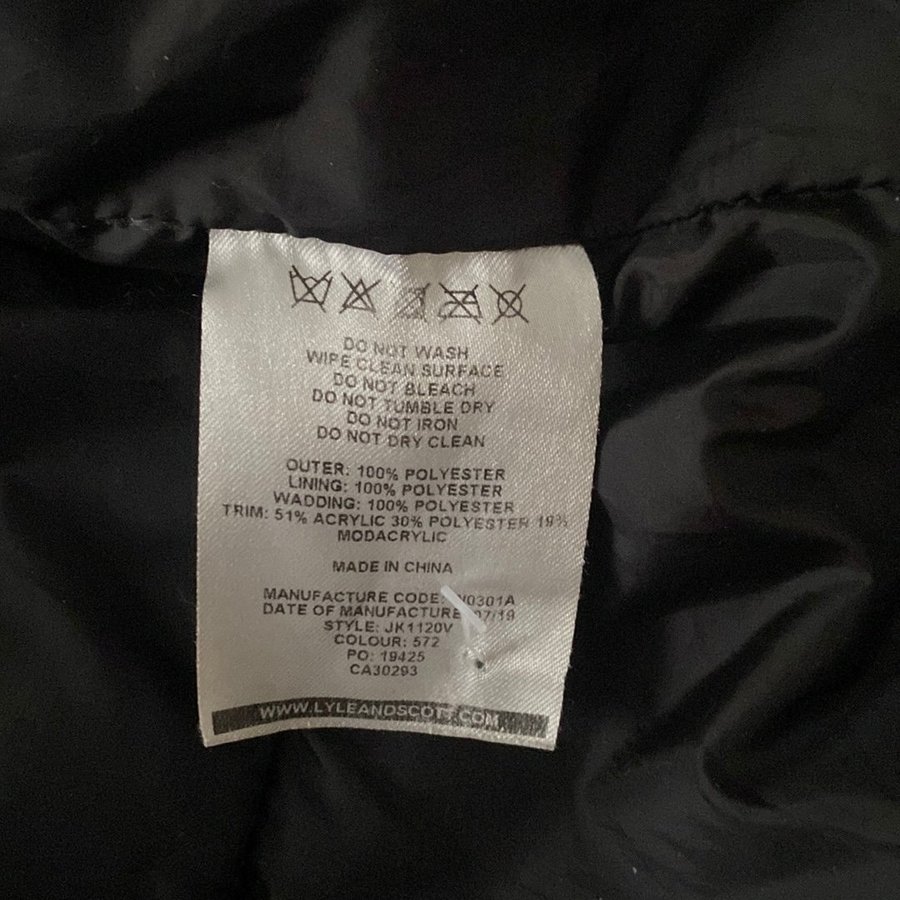 DO NOT WASH
WIPE CLEAN SURFACE
DO NOT BLEACH
DO NOT TUMBLE DRY
DO NOT IRON
DO NOT DRY CLEAN
OUTER: 100% POLYESTER
LINING: 100% POLYESTER
WADDING: 100% POLYESTER
TRIM: 51% ACRYLIC 30% POLYESTER 19%
MODACRYLIC
MADE IN CHINA
MANUFACTURE CODE:
DATE OF MANUFACTURE 07/19
STYLE: JK1120V
COLOUR: 572
PO: 19425
CA30293
WWW.LYLEANDSCOTT.COM